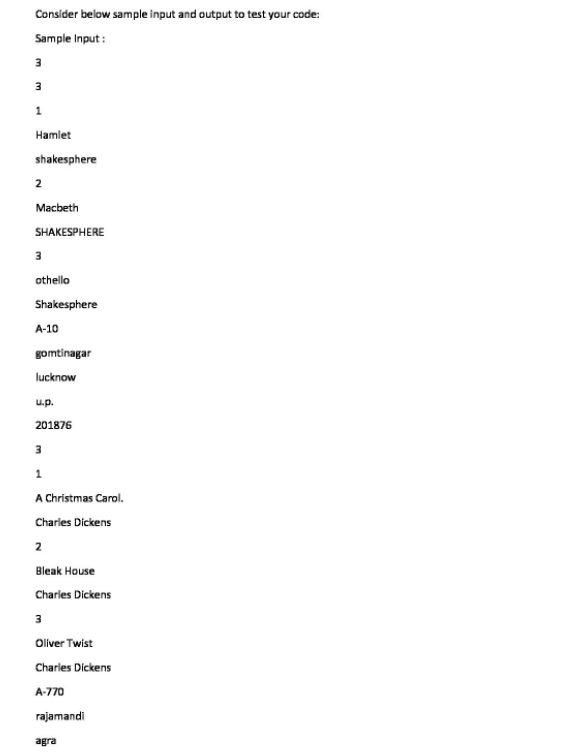 Consider below sample input and output to test your code:
Sample Input :
3
3
1
Hamlet
shakesphere
2
Macbeth
SHAKESPHERE
3
othello
Shakesphere
A-10
gomtinagar
lucknow
u.p.
201876
3
1
A Christmas Carol.
Charles Dickens
2
Bleak House
Charles Dickens
3
Oliver Twist
Charles Dickens
A-770
rajamandi
agra